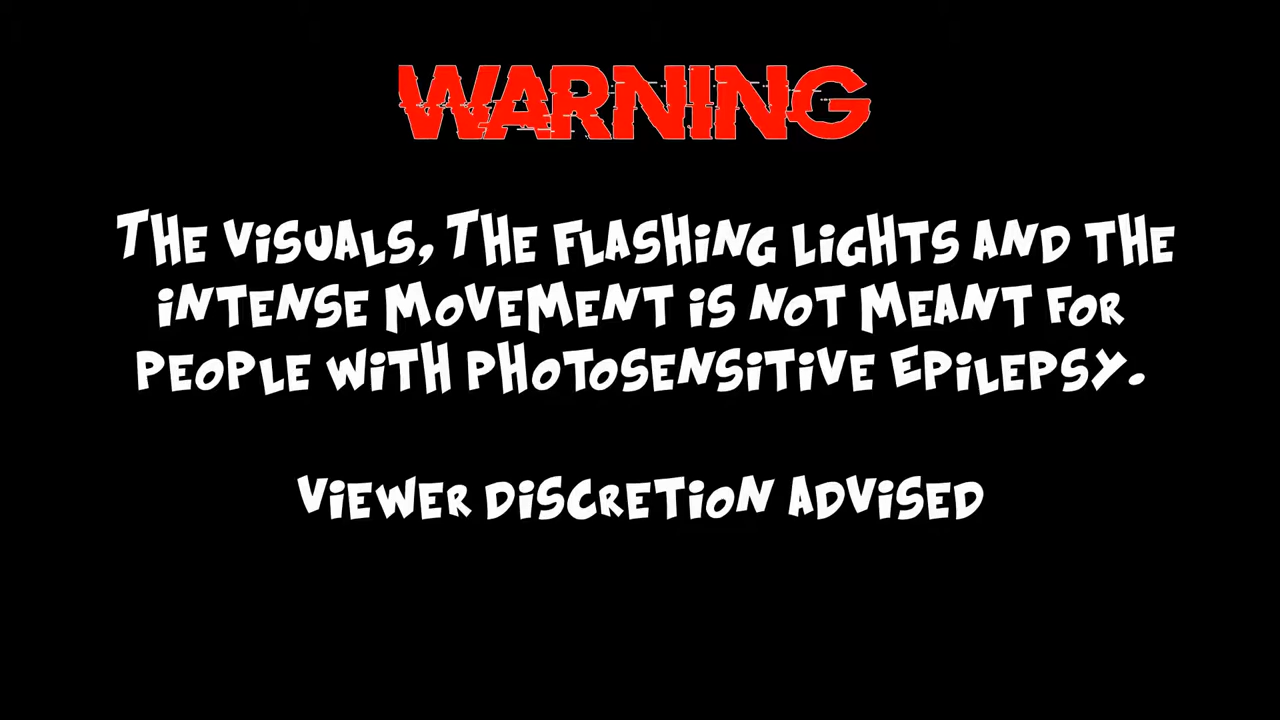 WARNING
THE VISUALS, THE FLASHING LIGHTS AND THE
INTENSE MOVEMENT IS NOT MEANT FOR
PEOPLE WITH PHOTOSENSITIVE EPILEPSY.
VIEWER DISCRETION ADVISED